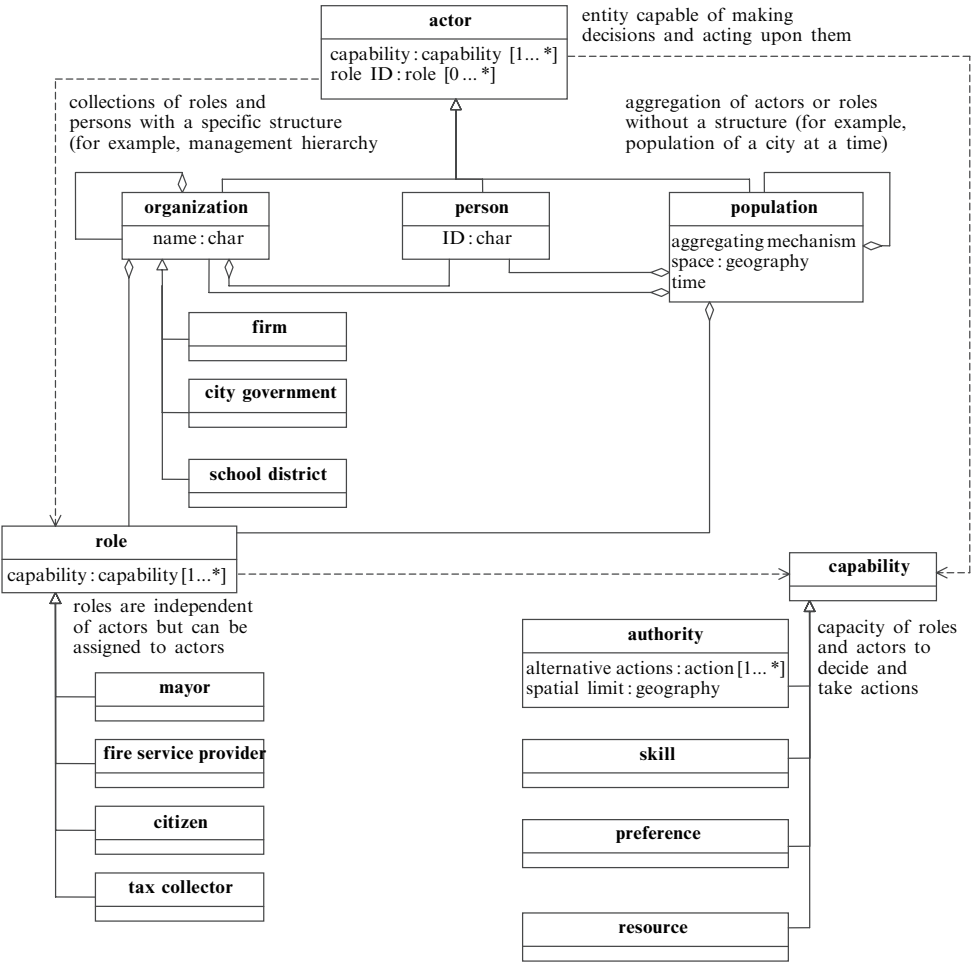 actor
capability : capability [1... *]
role ID : role [0 ... *]
entity capable of making
decisions and acting upon them
collections of roles and
persons with a specific structure
(for example, management hierarchy
aggregation of actors or roles
without a structure (for example,
population of a city at a time)
organization
name : char
person
ID : char
population
aggregating mechanism
space : geography
time
firm
city government
school district
role
capability : capability [1...*]
roles are independent
of actors but can be
assigned to actors
mayor
fire service provider
citizen
tax collector
capability
capacity of roles
and actors to
decide and
take actions
authority
alternative actions : action [1... *]
spatial limit : geography
skill
preference
resource